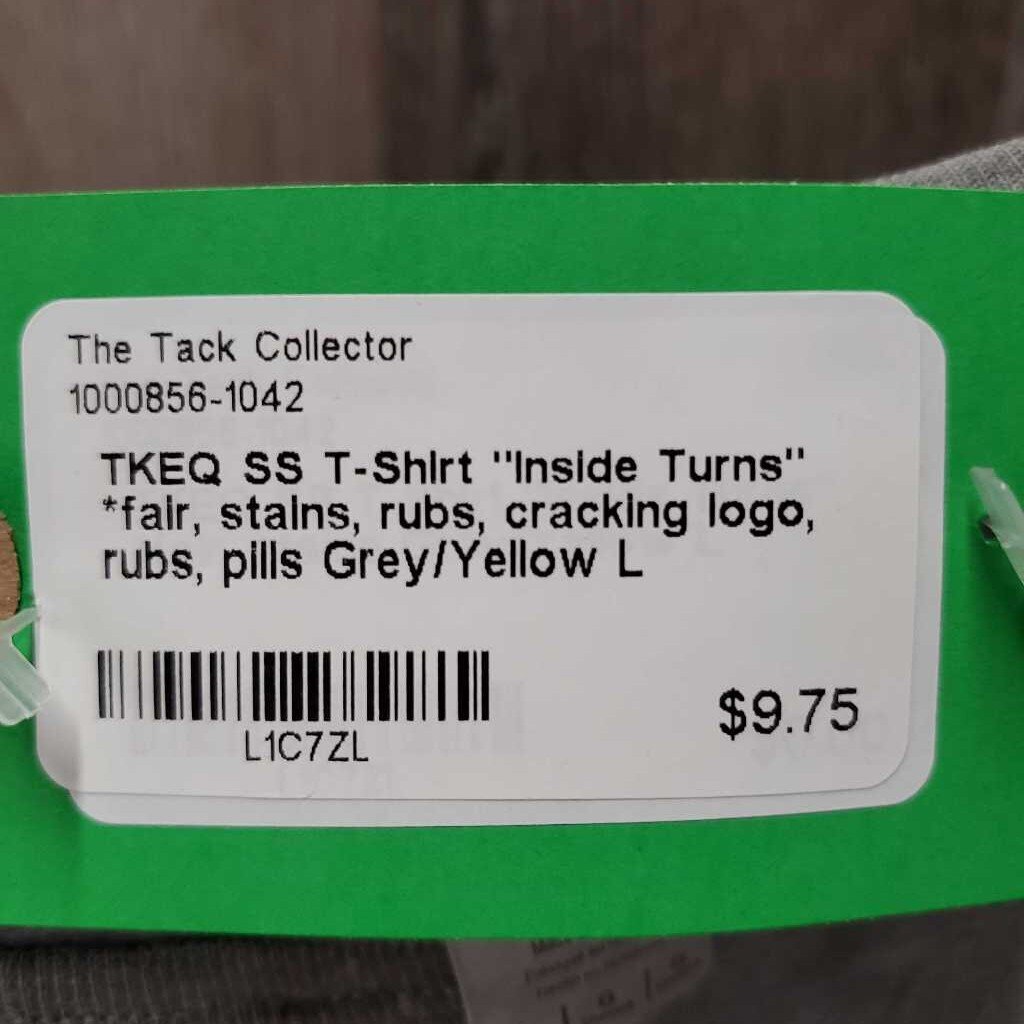 The Tack Collector
1000856-1042
TKEQ SS T-Shirt "Inside Turns"
*fair, stains, rubs, cracking logo,
rubs, pills Grey/Yellow L
L1C7ZL
$9.75